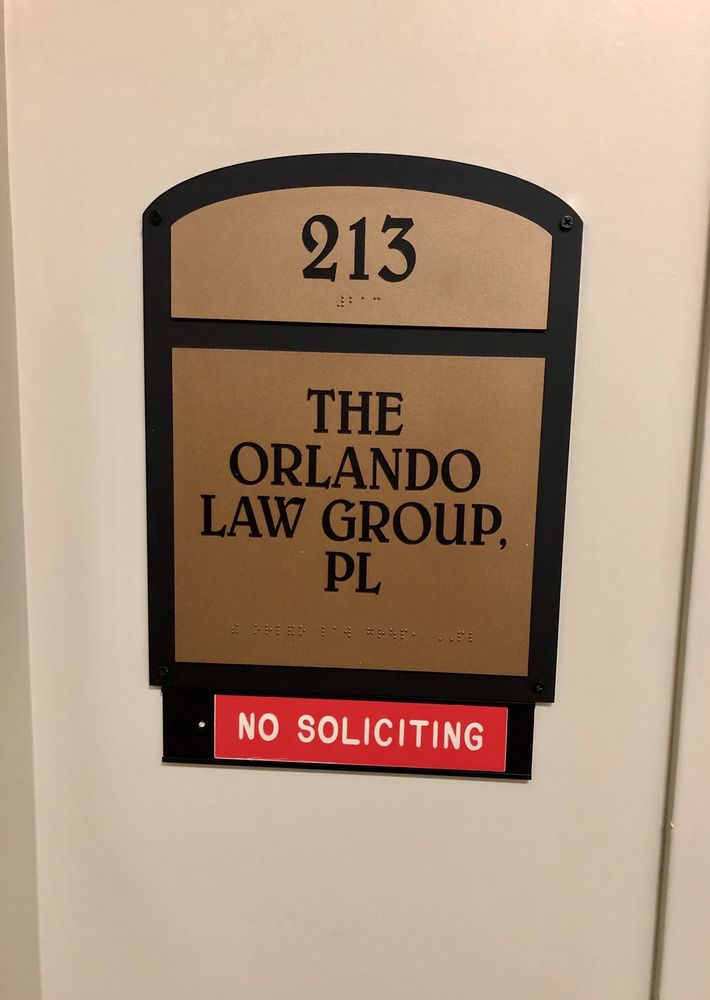 213
THE
ORLANDO
LAW GROUP,
PL
NO SOLICITING